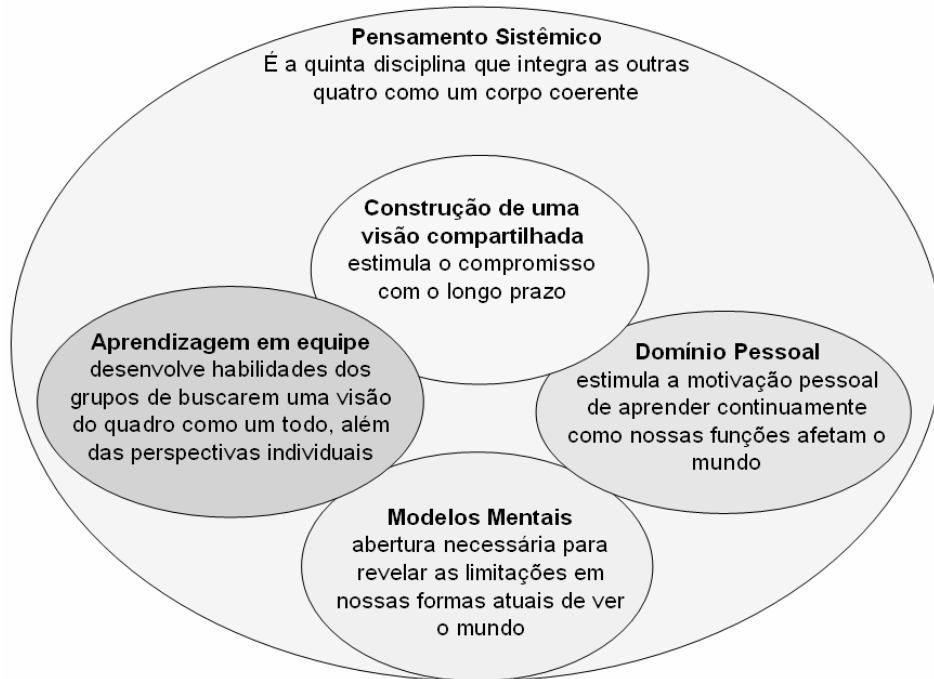 Pensamento Sistêmico
É a quinta disciplina que integra as outras
quatro como um corpo coerente
Construção de uma
visão compartilhada
estimula o compromisso
com o longo prazo
Aprendizagem em equipe
desenvolve habilidades dos
grupos de buscarem uma visão
do quadro como um todo, além
das perspectivas individuais
Domínio Pessoal
estimula a motivação pessoal
de aprender continuamente
como nossas funções afetam o
mundo
Modelos Mentais
abertura necessária para
revelar as limitações em
nossas formas atuais de ver
o mundo